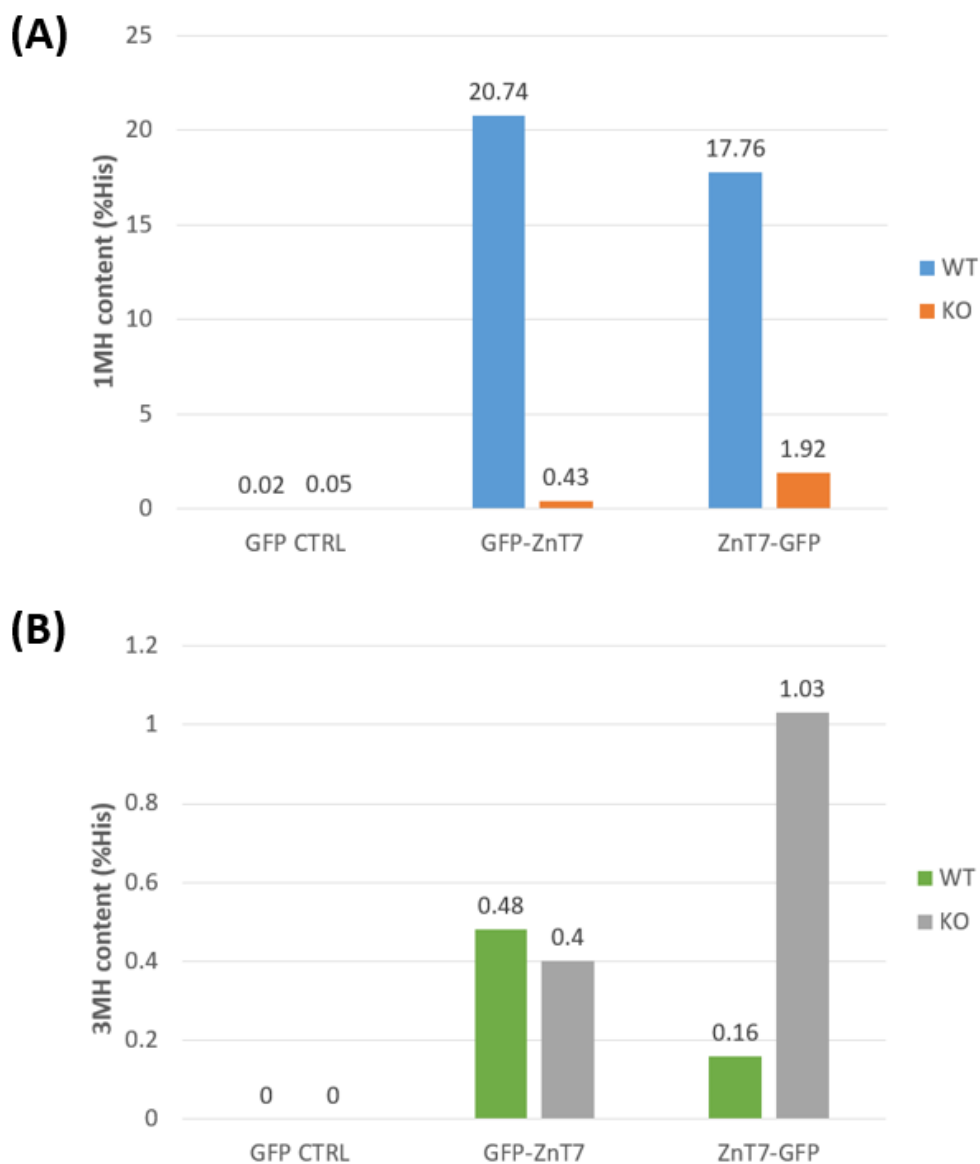 (A)
25
20
15
10
5
0
1MH content (%His)
20.74
17.76
0.02 0.05
0.43
1.92
GFP CTRL GFP-ZnT7 ZnT7-GFP
WT
KO
(B)
1.2
1
0.8
0.6
0.4
0.2
0
3MH content (%His)
1.03
0.48
0.4
0.16
0 0
GFP CTRL GFP-ZnT7 ZnT7-GFP
WT
KO